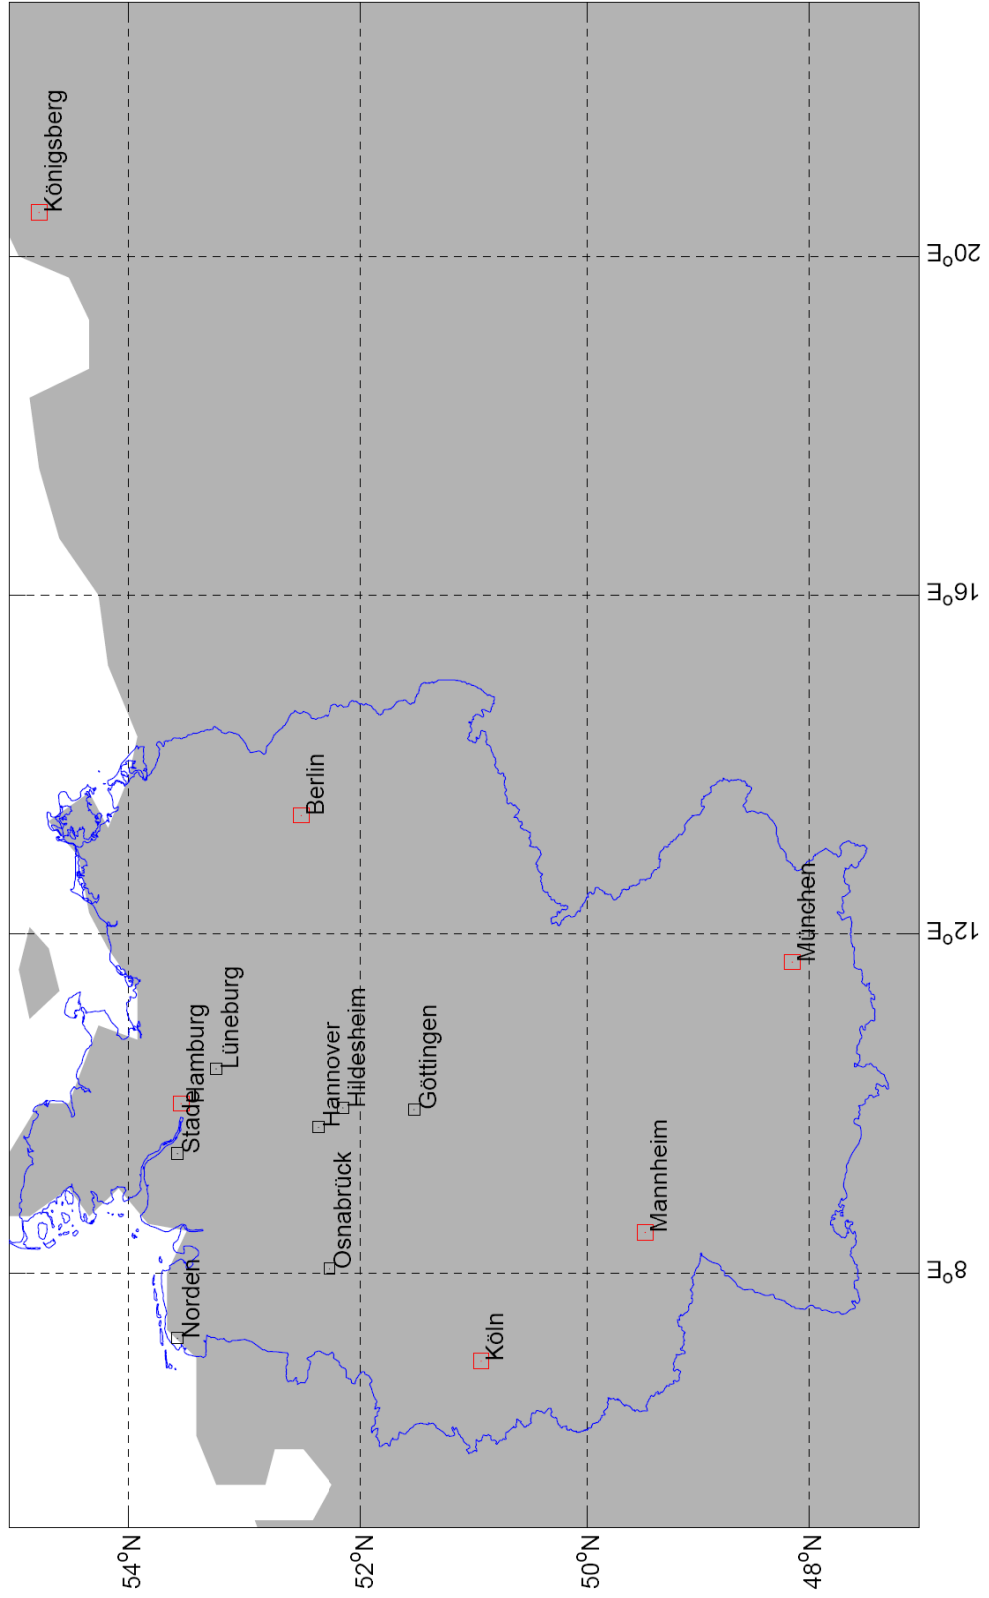 Königsberg
Berlin
München
Lüneburg
Hamburg
Stade
Hannover
Hildesheim
Göttingen
Osnabrück
Mannheim
Norden
Köln
54°N
52°N
50°N
48°N
8°E
12°E
16°E
20°E